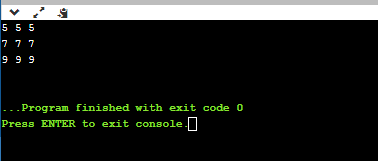 5 5 5
7 7 7
9 9 9
...Program finished with exit code 0
Press ENTER to exit console.